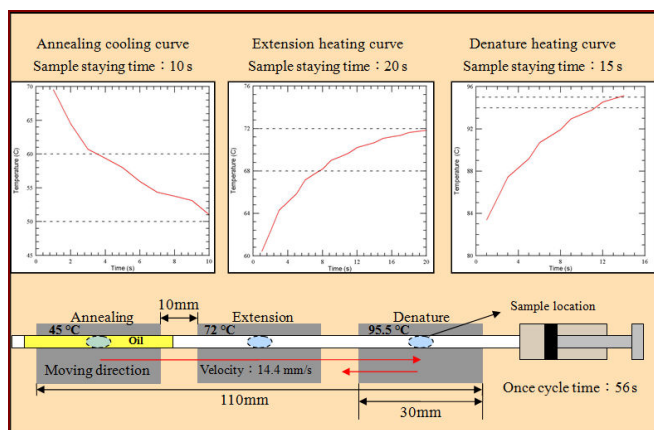 Annealing cooling curve
Sample staying time：10 s
Extension heating curve
Sample staying time：20 s
Denature heating curve
Sample staying time：15 s
70
65
60
55
50
45
0
2
4
6
8
10
Temperature (C)
Time (s)
76
72
68
64
60
0
4
8
12
16
20
Temperature (C)
Time (s)
96
92
88
84
80
0
4
8
12
16
Temperature (C)
Time (s)
10mm
Annealing
45 °C
Oil
Extension
72 °C
Denature
95.5 °C
Sample location
Moving direction
Velocity：14.4 mm/s
Once cycle time：56s
110mm
30mm